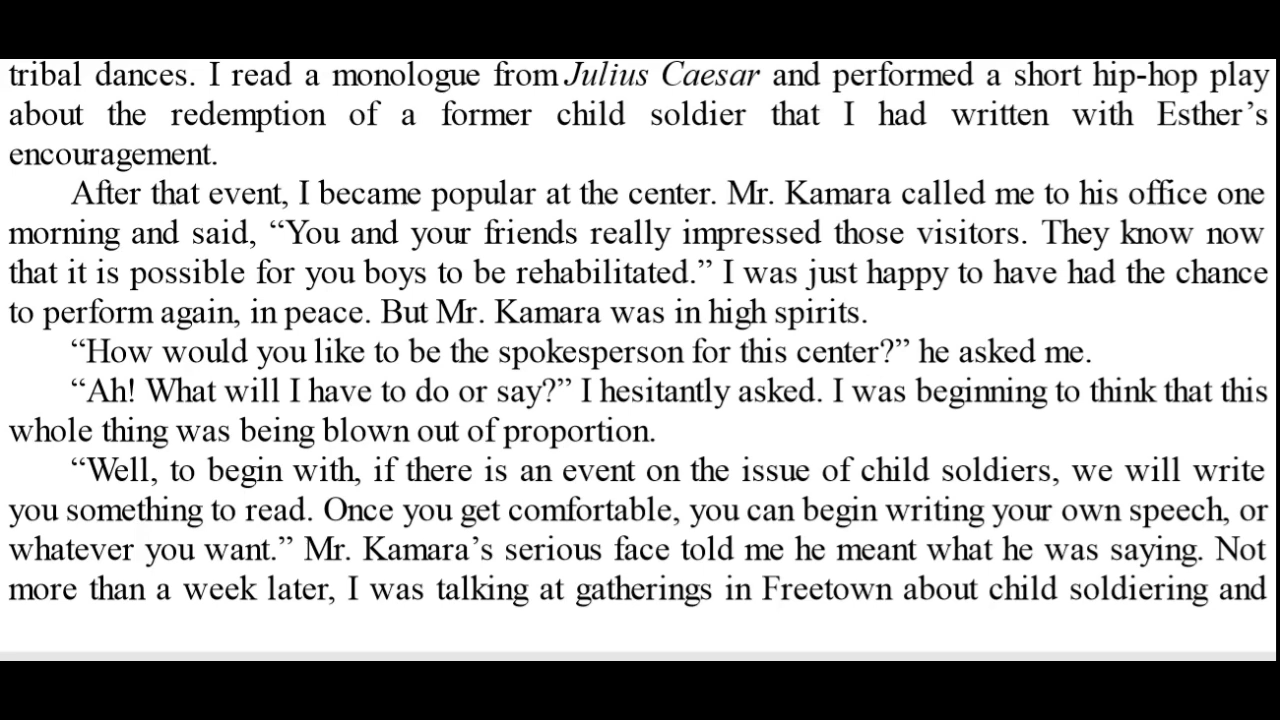 tribal dances. I read a monologue from Julius Caesar and performed a short hip-hop play
about the redemption of a former child soldier that I had written with Esther’s
encouragement.
After that event, I became popular at the center. Mr. Kamara called me to his office one
morning and said, “You and your friends really impressed those visitors. They know now
that it is possible for you boys to be rehabilitated.” I was just happy to have had the chance
to perform again, in peace. But Mr. Kamara was in high spirits.
“How would you like to be the spokesperson for this center?” he asked me.
“Ah! What will I have to do or say?” I hesitantly asked. I was beginning to think that this
whole thing was being blown out of proportion.
“Well, to begin with, if there is an event on the issue of child soldiers, we will write
you something to read. Once you get comfortable, you can begin writing your own speech, or
whatever you want.” Mr. Kamara’s serious face told me he meant what he was saying. Not
more than a week later, I was talking at gatherings in Freetown about child soldiering and